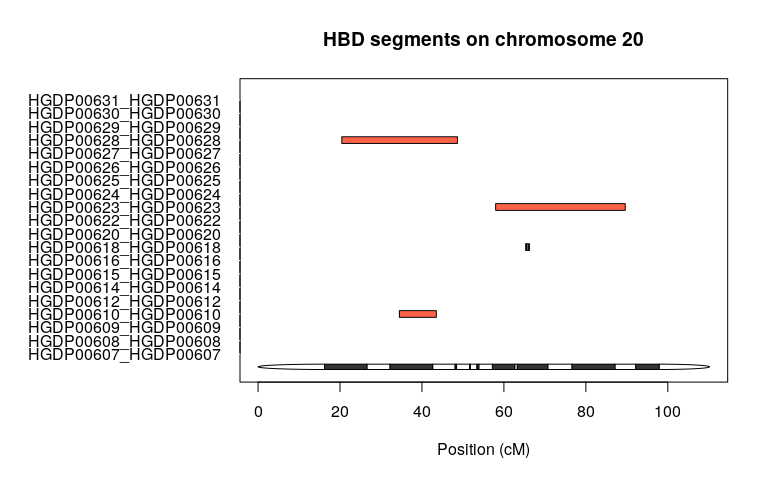 HBD segments on chromosome 20
HGDP00631_HGDP00631
HGDP00630_HGDP00630
HGDP00629_HGDP00629
HGDP00628_HGDP00628
HGDP00627_HGDP00627
HGDP00626_HGDP00626
HGDP00625_HGDP00625
HGDP00624_HGDP00624
HGDP00623_HGDP00623
HGDP00622_HGDP00622
HGDP00620_HGDP00620
HGDP00618_HGDP00618
HGDP00616_HGDP00616
HGDP00615_HGDP00615
HGDP00614_HGDP00614
HGDP00612_HGDP00612
HGDP00610_HGDP00610
HGDP00609_HGDP00609
HGDP00608_HGDP00608
HGDP00607_HGDP00607
0 20 40 60 80 100
Position (cM)